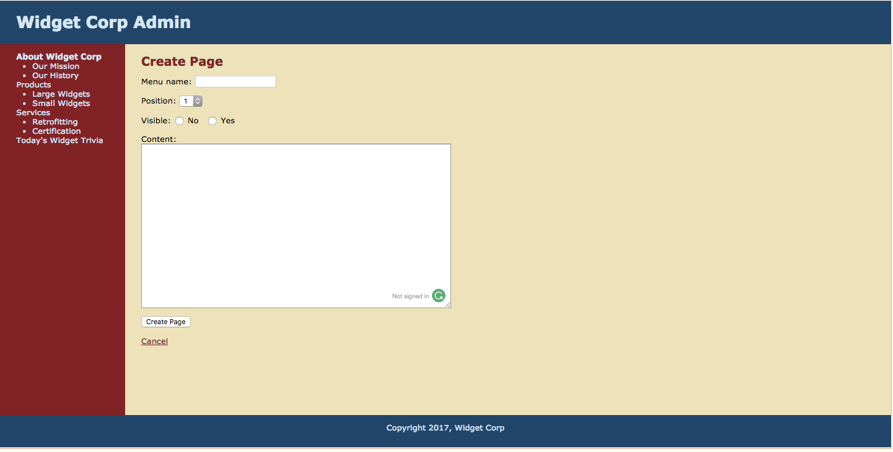 Widget Corp Admin
About Widget Corp
Our Mission
Our History
Products
Large Widgets
Small Widgets
Services
Retrofitting
Certification
Today's Widget Trivia
Create Page
Menu name:
Position: 1
Visible: No Yes
Content:
Not signed in
Create Page
Cancel
Copyright 2017, Widget Corp